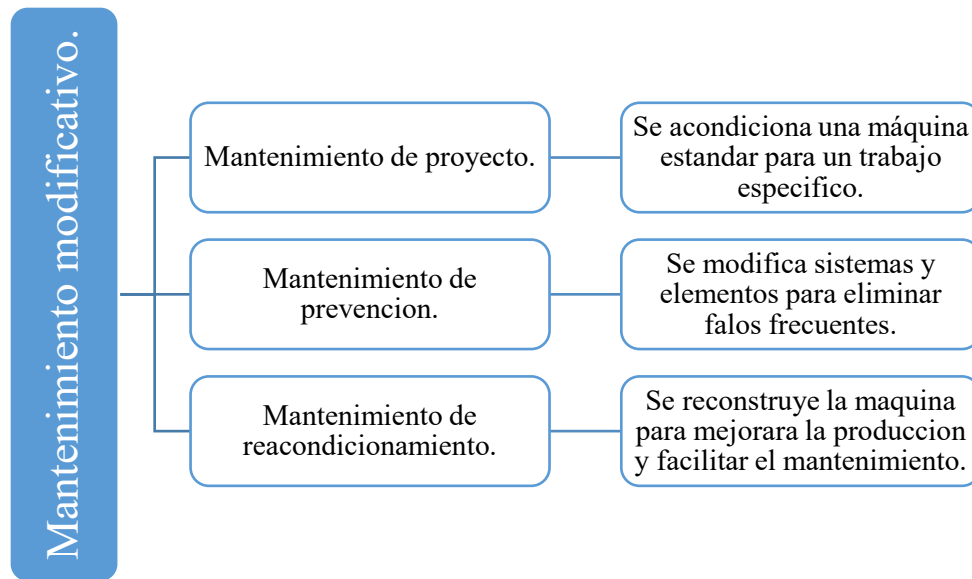 Mantenimiento modificativo.
Mantenimiento de proyecto.
Se acondiciona una máquina
estandar para un trabajo
especifico.
Mantenimiento de
prevencion.
Se modifica sistemas y
elementos para eliminar
falos frecuentes.
Mantenimiento de
reacondicionamiento.
Se reconstruye la maquina
para mejorara la produccion
y facilitar el mantenimiento.